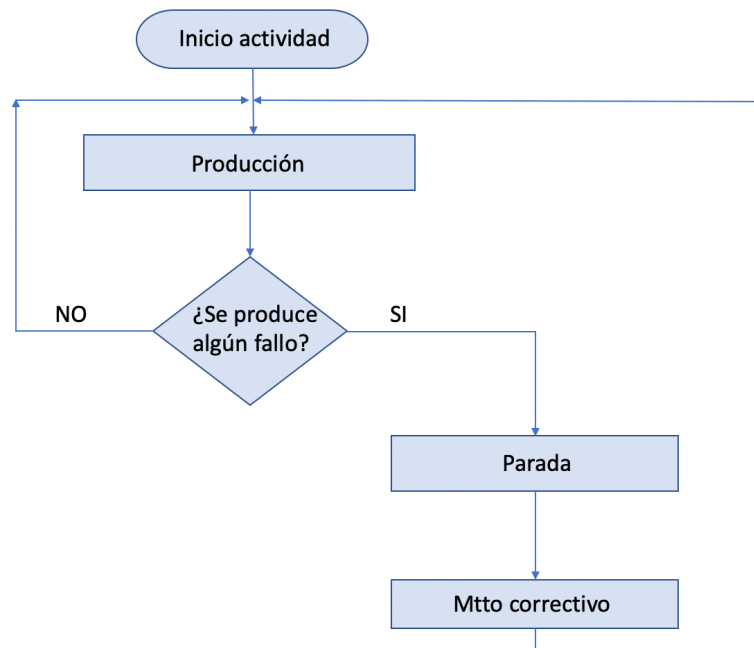 Inicio actividad
Producción
¿Se produce
algún fallo?
NO
SI
Parada
Mtto correctivo